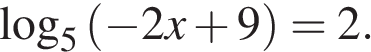 log₅ (−2x + 9) = 2.